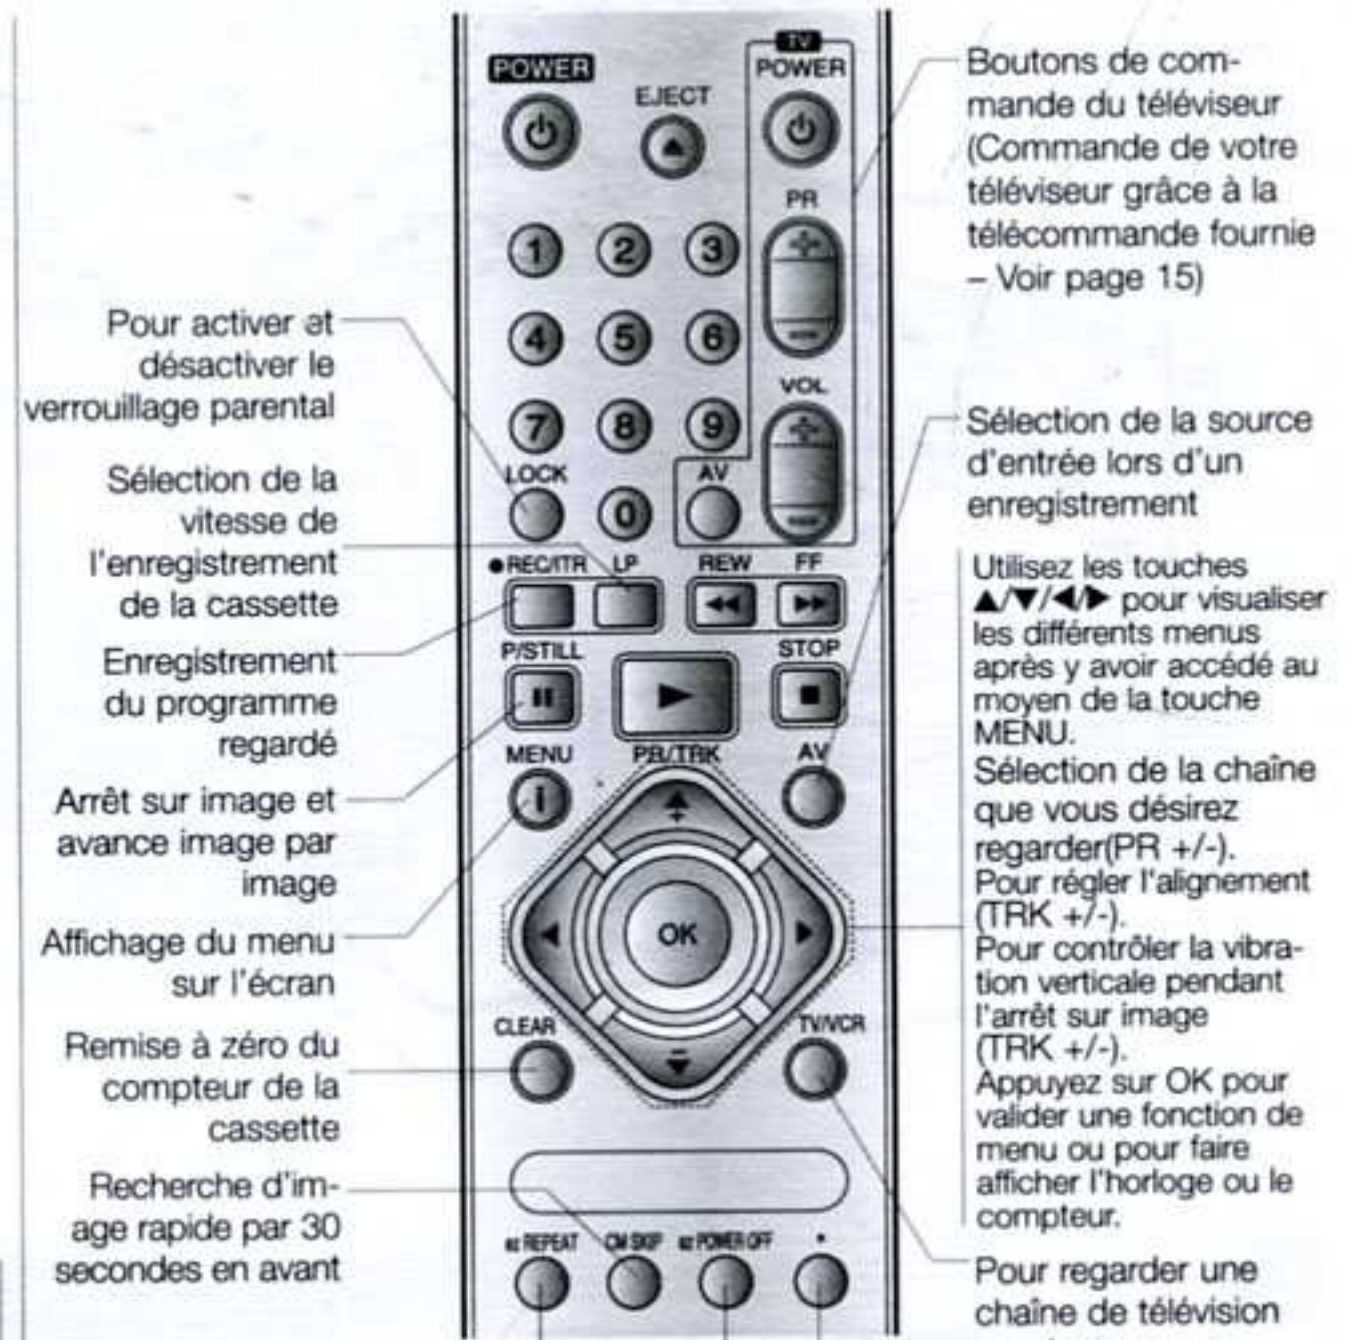 Pour activer et
désactiver le
verrouillage parental
Sélection de la
vitesse de
l'enregistrement
de la cassette
Enregistrement
du programme
regardé
Arrêt sur image et
avance image par
image
Affichage du menu
sur l'écran
Remise à zéro du
compteur de la
cassette
Recherche d'im-
age rapide par 30
secondes en avant
TV
POWER
POWER
EJECT
PR
1 2 3
4 5 6
VOL
7 8 9
LOCK
AV
0
●REC/ITR LP REW FF
P/STILL STOP
MENU PR/TRK AV
i
OK
CLEAR TV/VCR
ez REPEAT CM SKIP ez POWER OFF *
Boutons de com-
mande du téléviseur
(Commande de votre
téléviseur grâce à la
télécommande fournie
– Voir page 15)
Sélection de la source
d'entrée lors d'un
enregistrement
Utilisez les touches
▲/▼/◀/▶ pour visualiser
les différents menus
après y avoir accédé au
moyen de la touche
MENU.
Sélection de la chaîne
que vous désirez
regarder(PR +/-).
Pour régler l'alignement
(TRK +/-).
Pour contrôler la vibra-
tion verticale pendant
l'arrêt sur image
(TRK +/-).
Appuyez sur OK pour
valider une fonction de
menu ou pour faire
afficher l'horloge ou le
compteur.
Pour regarder une
chaîne de télévision